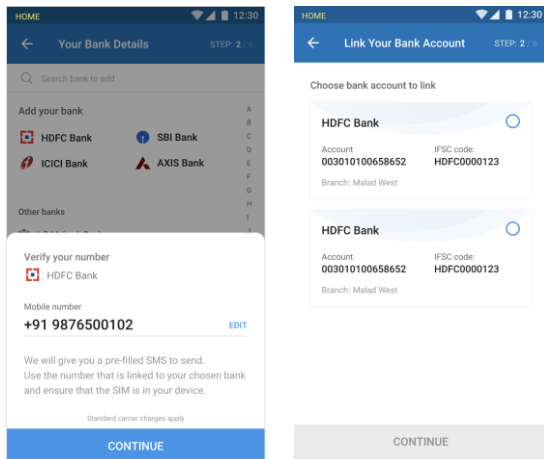 HOME
12:30
Your Bank Details
STEP: 2 / 6
Search bank to add
Add your bank
HDFC Bank
SBI Bank
ICICI Bank
AXIS Bank
Other banks
A
B
C
D
E
F
G
H
I
Verify your number
HDFC Bank
Mobile number
+91 9876500102
EDIT
We will give you a pre-filled SMS to send.
Use the number that is linked to your chosen bank
and ensure that the SIM is in your device.
Standard carrier charges apply
CONTINUE
HOME
12:30
Link Your Bank Account
STEP: 2 / 6
Choose bank account to link
HDFC Bank
Account
IFSC code:
003010100658652
HDFC0000123
Branch: Malad West
HDFC Bank
Account
IFSC code:
003010100658652
HDFC0000123
Branch: Malad West
CONTINUE